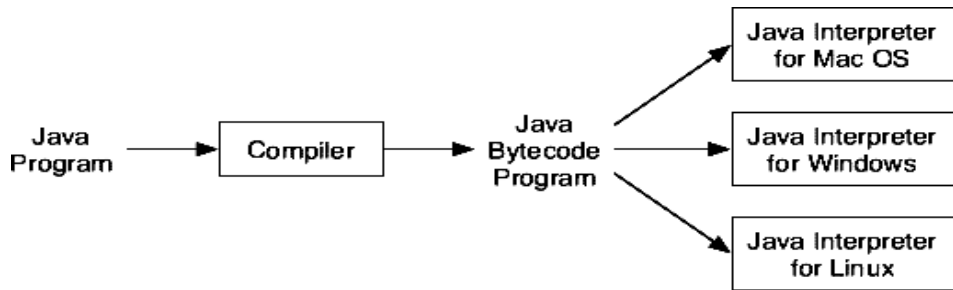 Java
Program
Compiler
Java
Bytecode
Program
Java Interpreter
for Mac OS
Java Interpreter
for Windows
Java Interpreter
for Linux